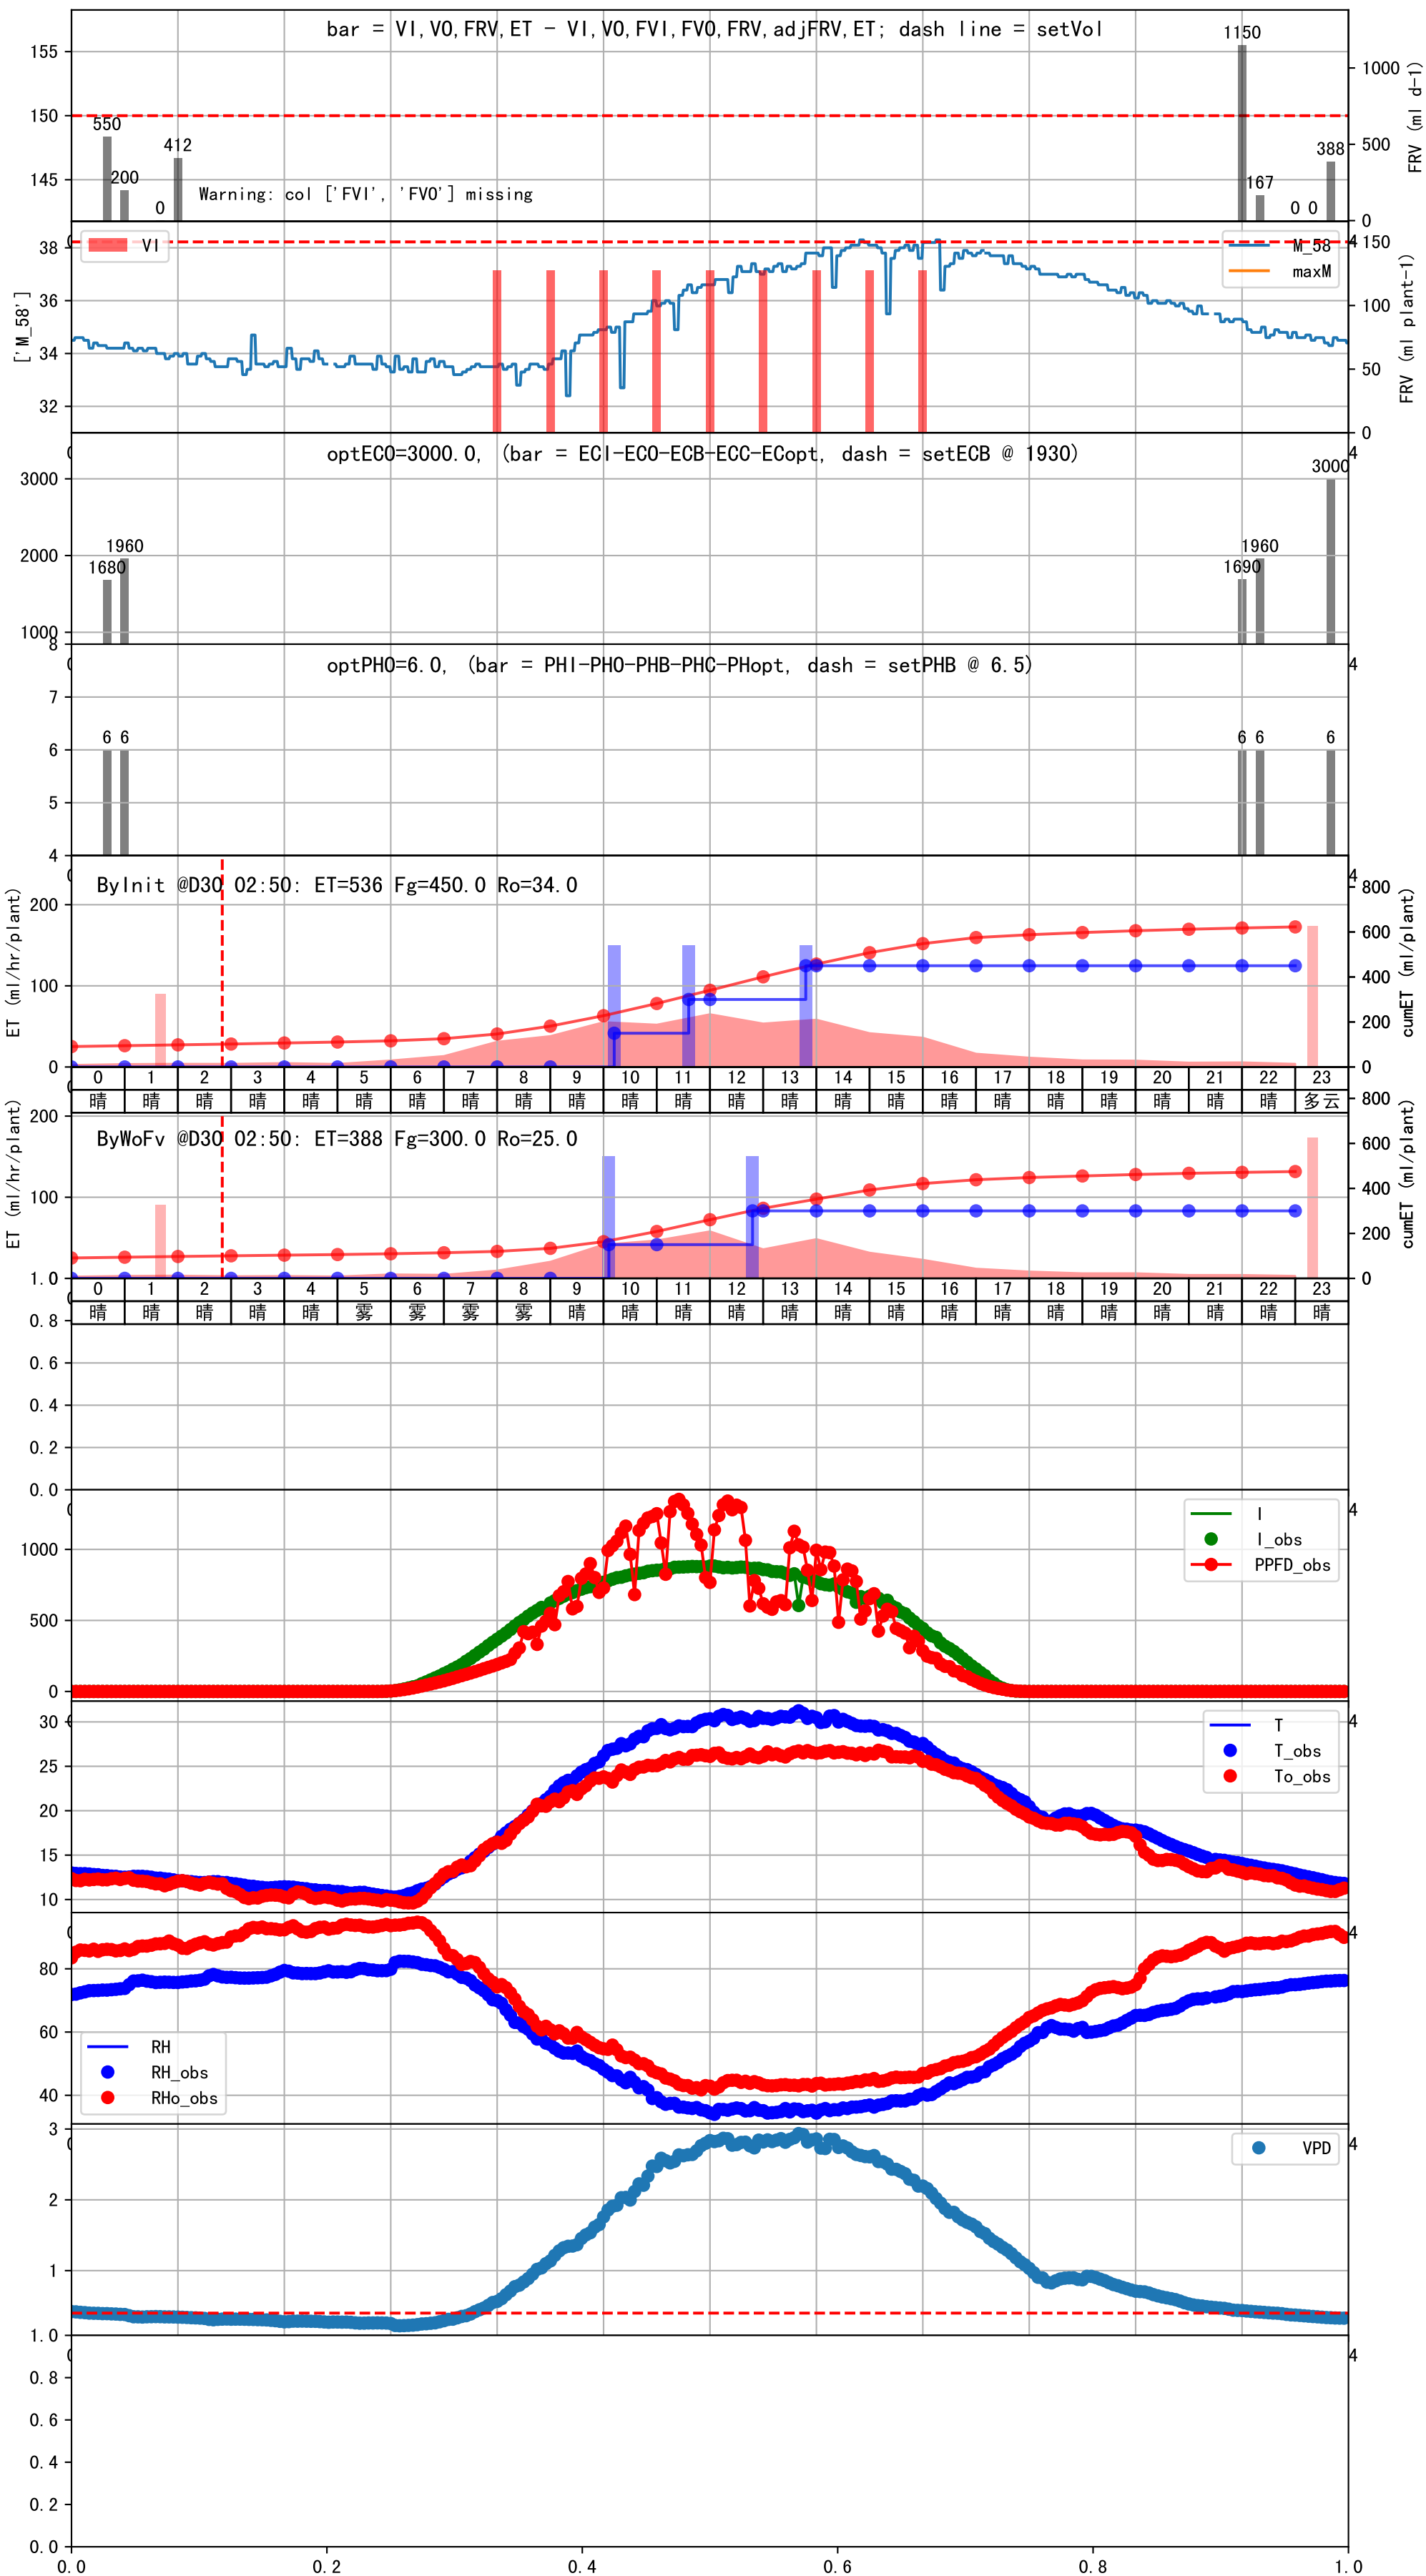 bar = VI,VO,FRV,ET - VI,VO,FVI,FVO,FRV,adjFRV,ET; dash line = setVol
155
150
145
550
200
0
412
Warning: col ['FVI', 'FVO'] missing
1150
167
0 0
388
1000
500
0
FRV (ml d-1)
VI
M_58
maxM
38
36
34
32
['M_58']
150
100
50
0
FRV (ml plant-1)
optECO=3000.0, (bar = ECI-ECO-ECB-ECC-ECopt, dash = setECB @ 1930)
3000
2000
1000
1680
1960
1690
1960
3000
4
optPHO=6.0, (bar = PHI-PHO-PHB-PHC-PHopt, dash = setPHB @ 6.5)
8
7
6
5
4
6 6
6 6
6
4
ByInit @D30 02:50: ET=536 Fg=450.0 Ro=34.0
200
100
0
ET (ml/hr/plant)
4
800
600
400
200
0
cumET (ml/plant)
0 1 2 3 4 5 6 7 8 9 10 11 12 13 14 15 16 17 18 19 20 21 22 23
晴 晴 晴 晴 晴 晴 晴 晴 晴 晴 晴 晴 晴 晴 晴 晴 晴 晴 晴 晴 晴 晴 晴 多云
ByWoFv @D30 02:50: ET=388 Fg=300.0 Ro=25.0
200
100
ET (ml/hr/plant)
800
600
400
200
0
cumET (ml/plant)
0 1 2 3 4 5 6 7 8 9 10 11 12 13 14 15 16 17 18 19 20 21 22 23
晴 晴 晴 晴 晴 雾 雾 雾 雾 晴 晴 晴 晴 晴 晴 晴 晴 晴 晴 晴 晴 晴 晴 晴
1.0
0.8
0.6
0.4
0.2
0.0
4
I
I_obs
PPFD_obs
1000
500
0
4
T
T_obs
To_obs
30
25
20
15
10
4
RH
RH_obs
RHo_obs
80
60
40
4
VPD
3
2
1
4
1.0
0.8
0.6
0.4
0.2
0.0
0.0 0.2 0.4 0.6 0.8 1.0